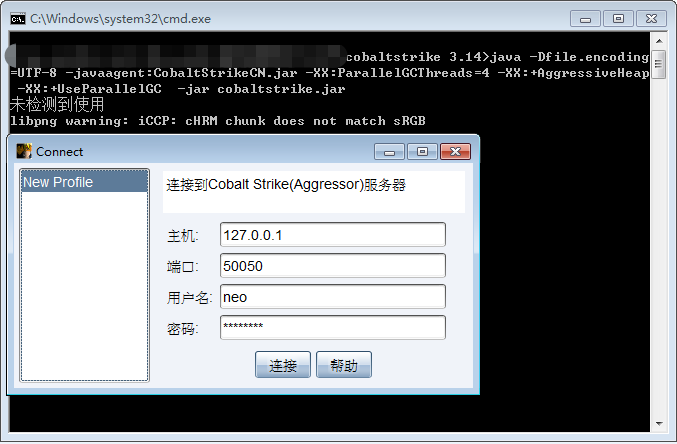 C:\Windows\system32\cmd.exe
cobaltstrike 3.14>java -Dfile.encoding
=UTF-8 -javaagent:CobaltStrikeCN.jar -XX:ParallelGCThreads=4 -XX:+AggressiveHeap
-XX:+UseParallelGC  -jar cobaltstrike.jar
未检测到使用
libpng warning: iCCP: cHRM chunk does not match sRGB
Connect
New Profile
连接到Cobalt Strike(Aggressor)服务器
主机: 127.0.0.1
端口: 50050
用户名: neo
密码: ********
连接 帮助